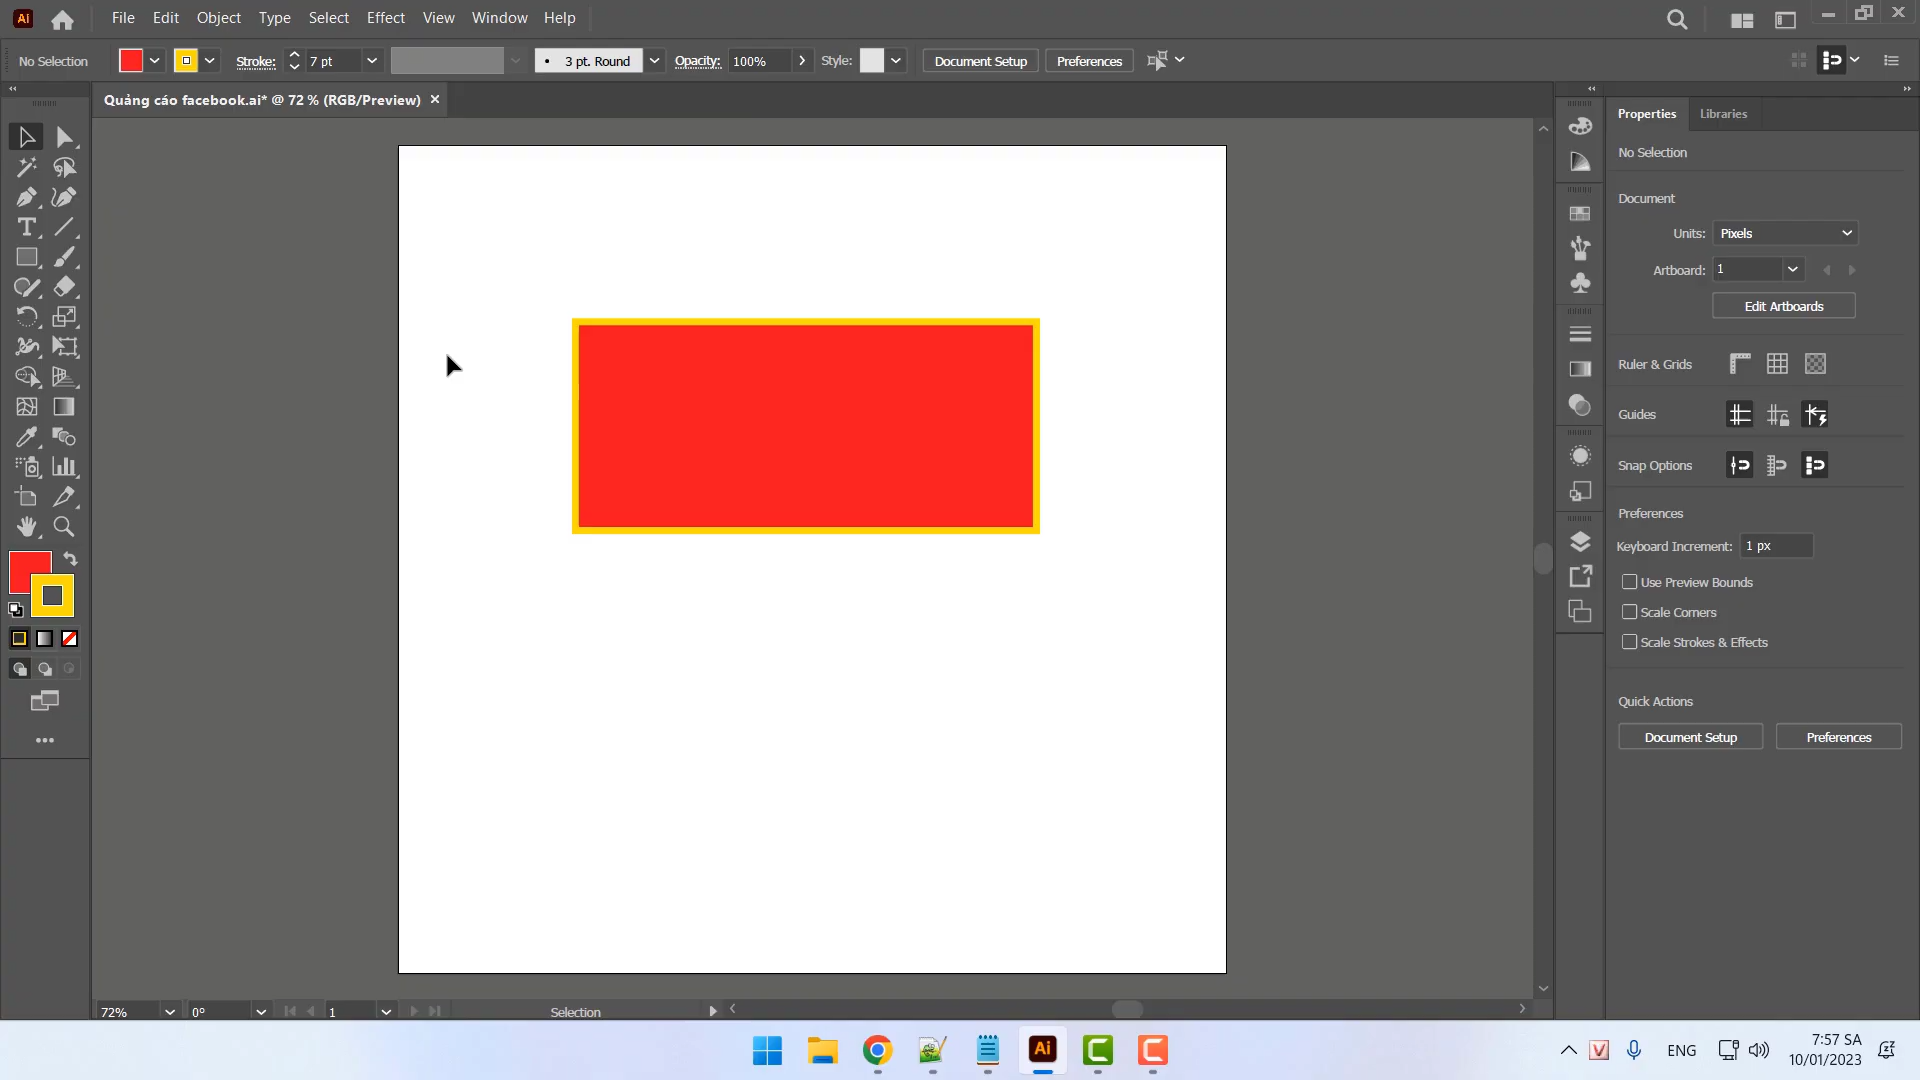 Ai File Edit Object Type Select Effect View Window Help
No Selection Stroke: 7 pt 3 pt. Round Opacity: 100% Style: Document Setup Preferences
Quảng cáo facebook.ai* @ 72 % (RGB/Preview)
Properties Libraries
No Selection
Document
Units: Pixels
Artboard: 1
Edit Artboards
Ruler & Grids
Guides
Snap Options
Preferences
Keyboard Increment: 1 px
Use Preview Bounds
Scale Corners
Scale Strokes & Effects
Quick Actions
Document Setup Preferences
72% 0° 1 Selection
Ai
ENG
7:57 SA
10/01/2023